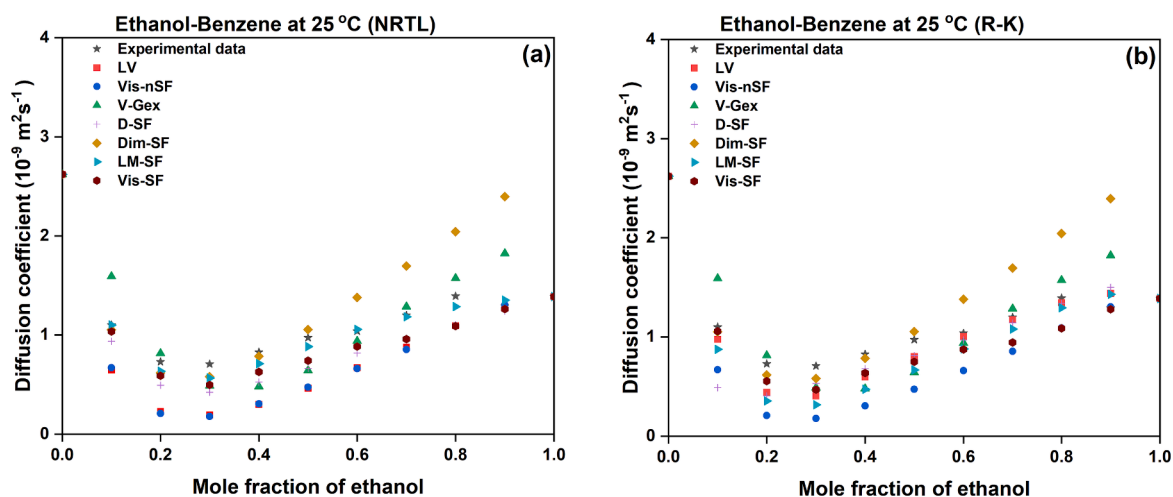 Ethanol-Benzene at 25 °C (NRTL)
(a)
Experimental data
LV
Vis-nSF
V-Gex
D-SF
Dim-SF
LM-SF
Vis-SF
4
3
2
1
0
Diffusion coefficient (10⁻⁹ m²s⁻¹)
0.0 0.2 0.4 0.6 0.8 1.0
Mole fraction of ethanol
Ethanol-Benzene at 25 °C (R-K)
(b)
Experimental data
LV
Vis-nSF
V-Gex
D-SF
Dim-SF
LM-SF
Vis-SF
4
3
2
1
0
Diffusion coefficient (10⁻⁹ m²s⁻¹)
0.0 0.2 0.4 0.6 0.8 1.0
Mole fraction of ethanol